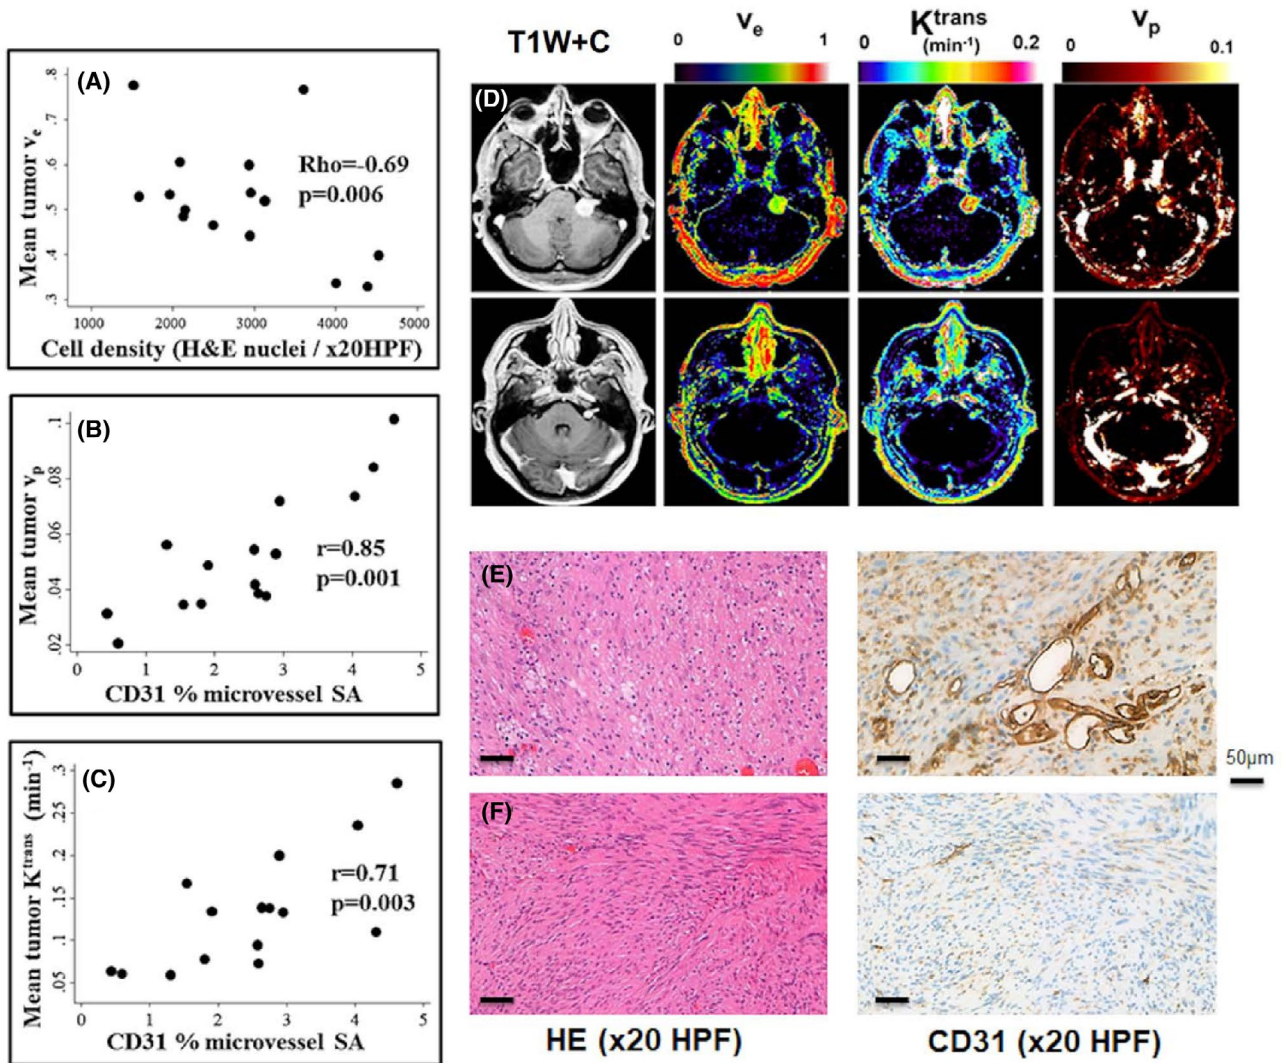 (A)
Mean tumor vₑ
.8
.7
.6
.5
.4
.3
Rho=-0.69
p=0.006
1000 2000 3000 4000 5000
Cell density (H&E nuclei / x20HPF)
(B)
Mean tumor vₚ
.1
.08
.06
.04
.02
r=0.85
p=0.001
0 1 2 3 4 5
CD31 % microvessel SA
(C)
Mean tumor Kᵗʳᵃⁿˢ (min⁻¹)
.3
.25
.2
.15
.1
.05
r=0.71
p=0.003
0 1 2 3 4 5
CD31 % microvessel SA
T1W+C
vₑ
0 1
Kᵗʳᵃⁿˢ
(min⁻¹)
0 0.2
vₚ
0 0.1
(D)
(E)
50µm
(F)
HE (x20 HPF)
CD31 (x20 HPF)